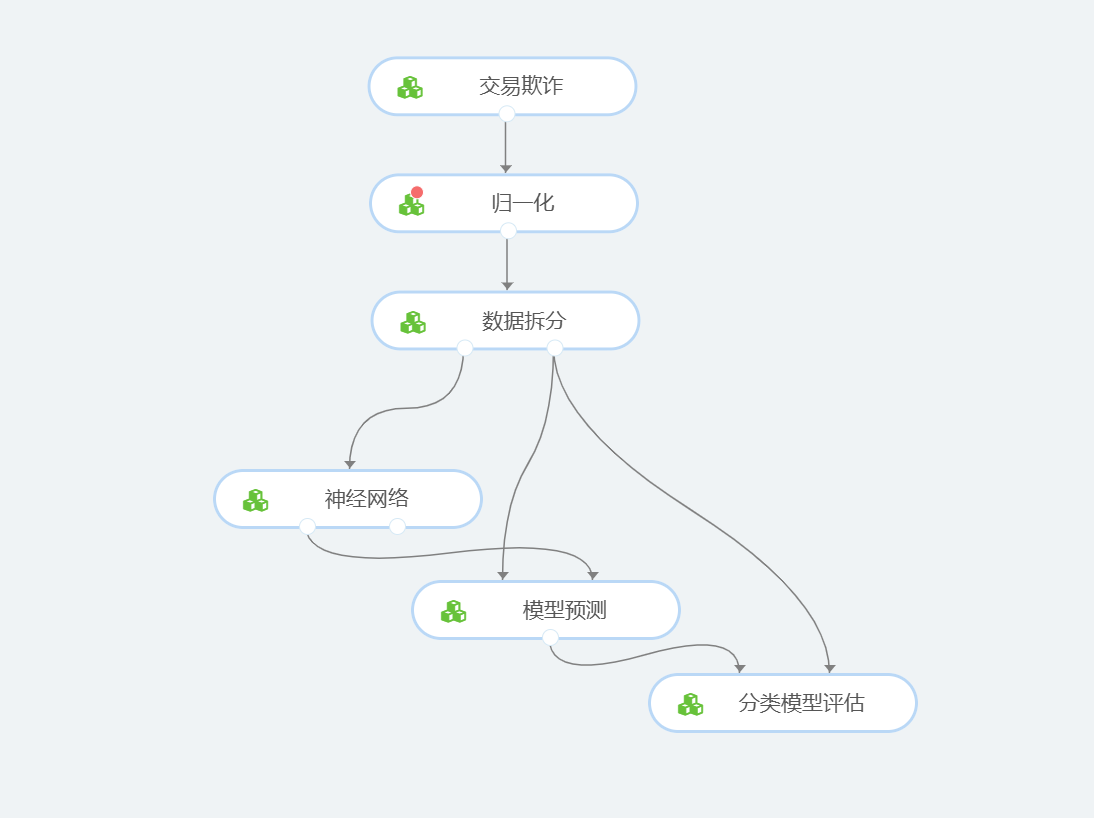 交易欺诈
归一化
数据拆分
神经网络
模型预测
分类模型评估